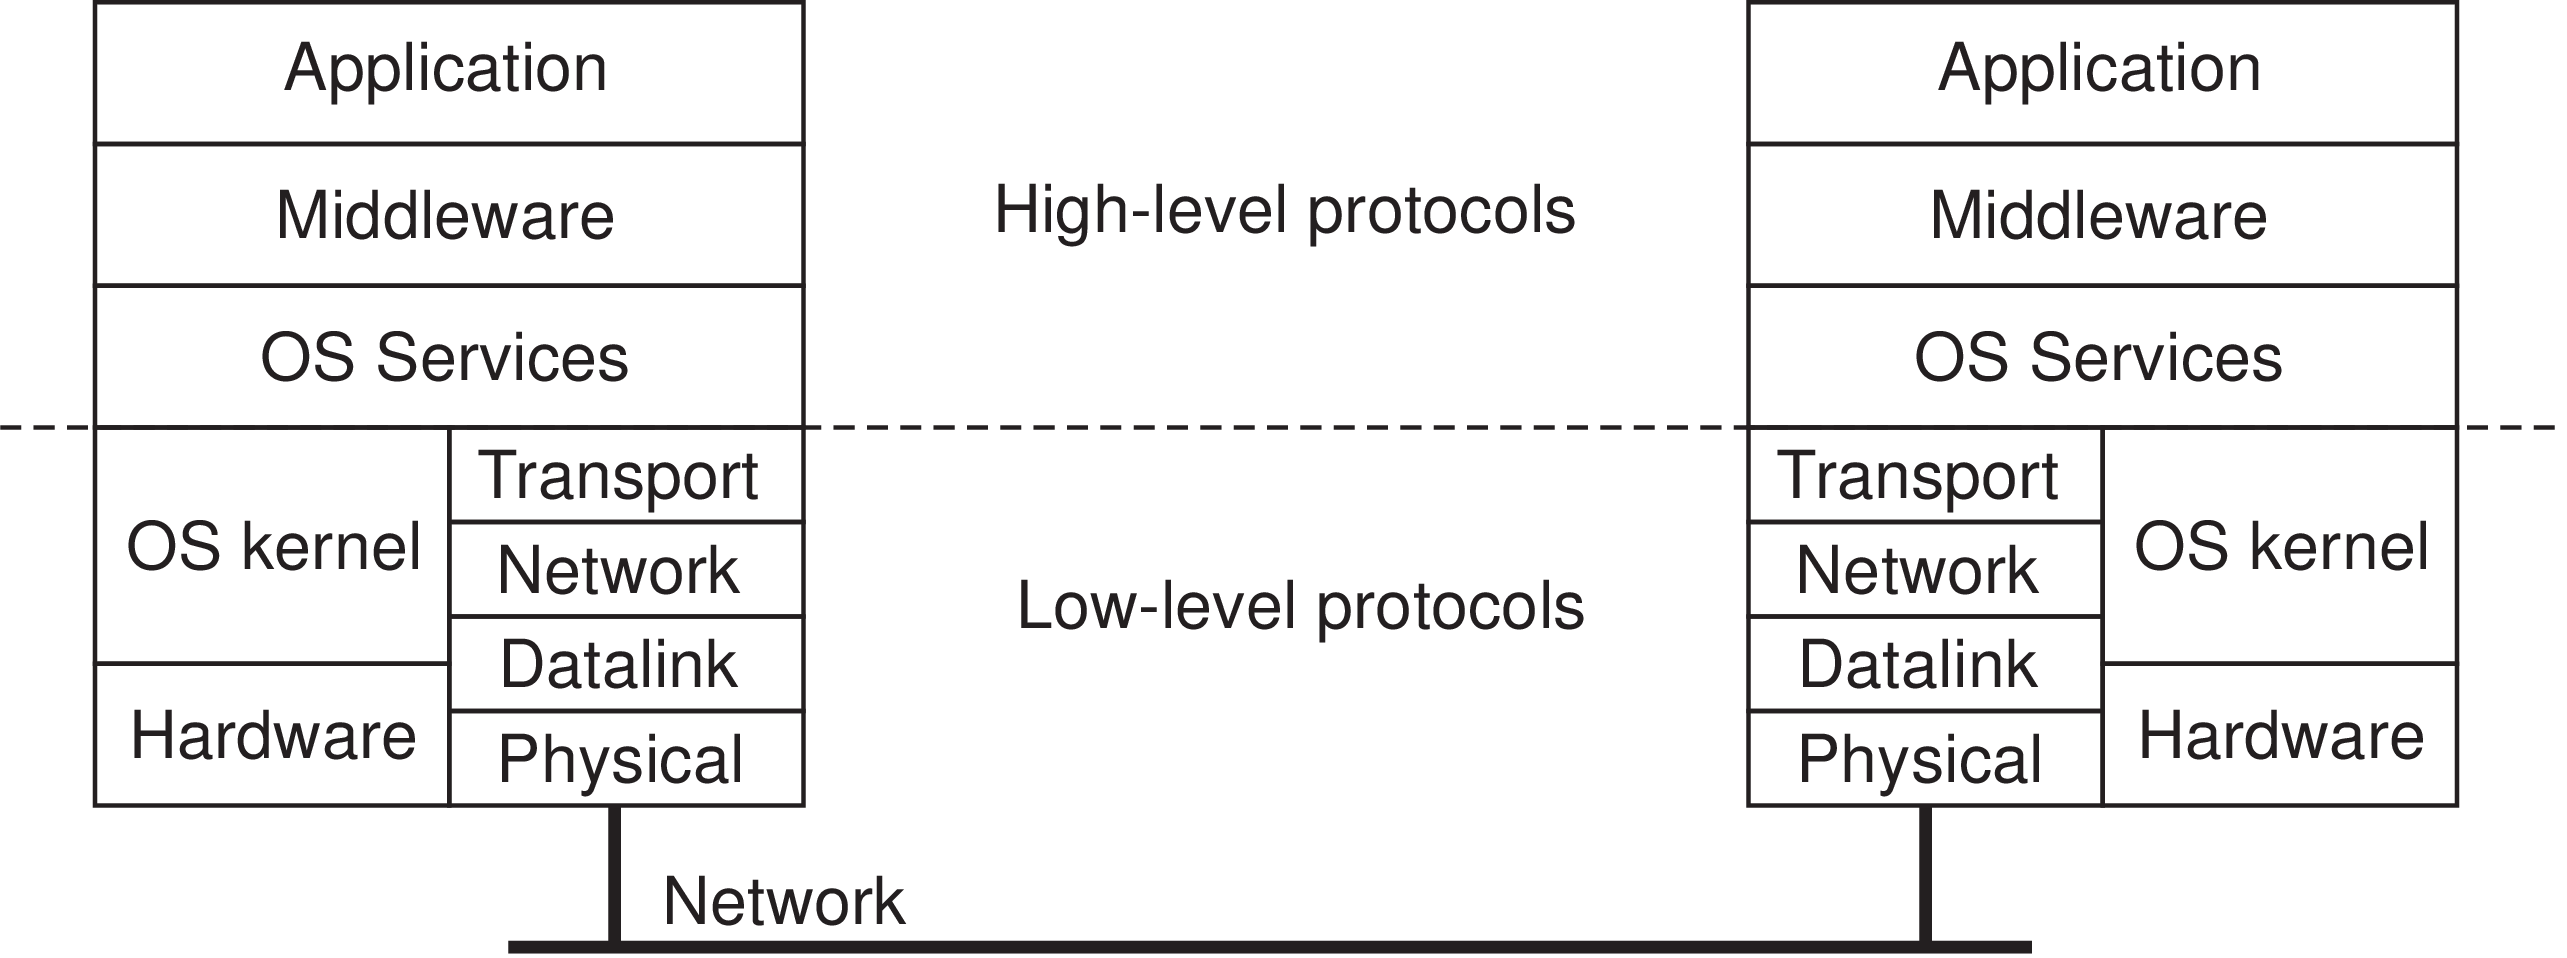 Application
Middleware
OS Services
OS kernel
Hardware
Transport
Network
Datalink
Physical
High-level protocols
Low-level protocols
Application
Middleware
OS Services
Transport
Network
Datalink
Physical
OS kernel
Hardware
Network